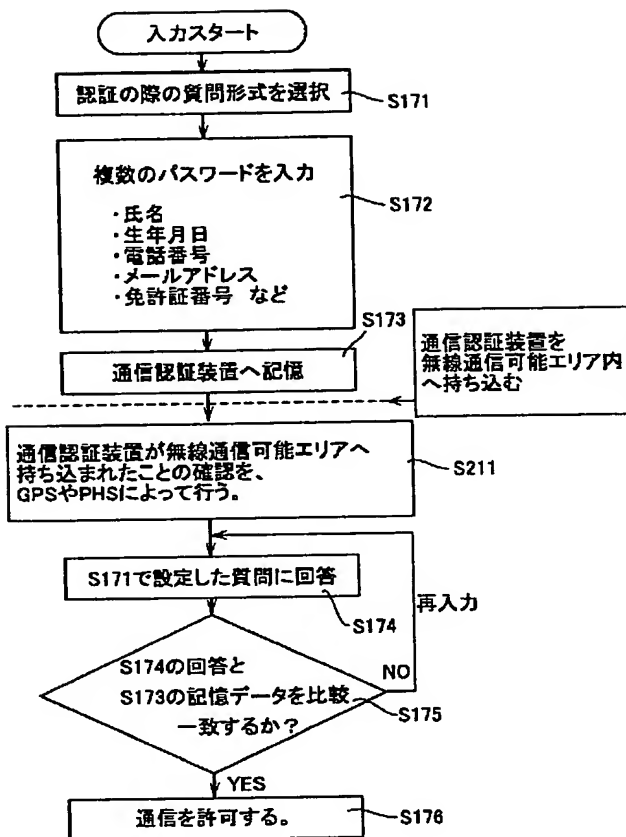 入力スタート
認証の際の質問形式を選択
S171
複数のパスワードを入力
・氏名
・生年月日
・電話番号
・メールアドレス
・免許証番号 など
S172
S173
通信認証装置へ記憶
通信認証装置を
無線通信可能エリア内
へ持ち込む
通信認証装置が無線通信可能エリアへ
持ち込まれたことの確認を、
GPSやPHSによって行う。
S211
S171で設定した質問に回答
S174
再入力
S174の回答と
S173の記憶データを比較
一致するか?
NO
S175
YES
通信を許可する。
S176